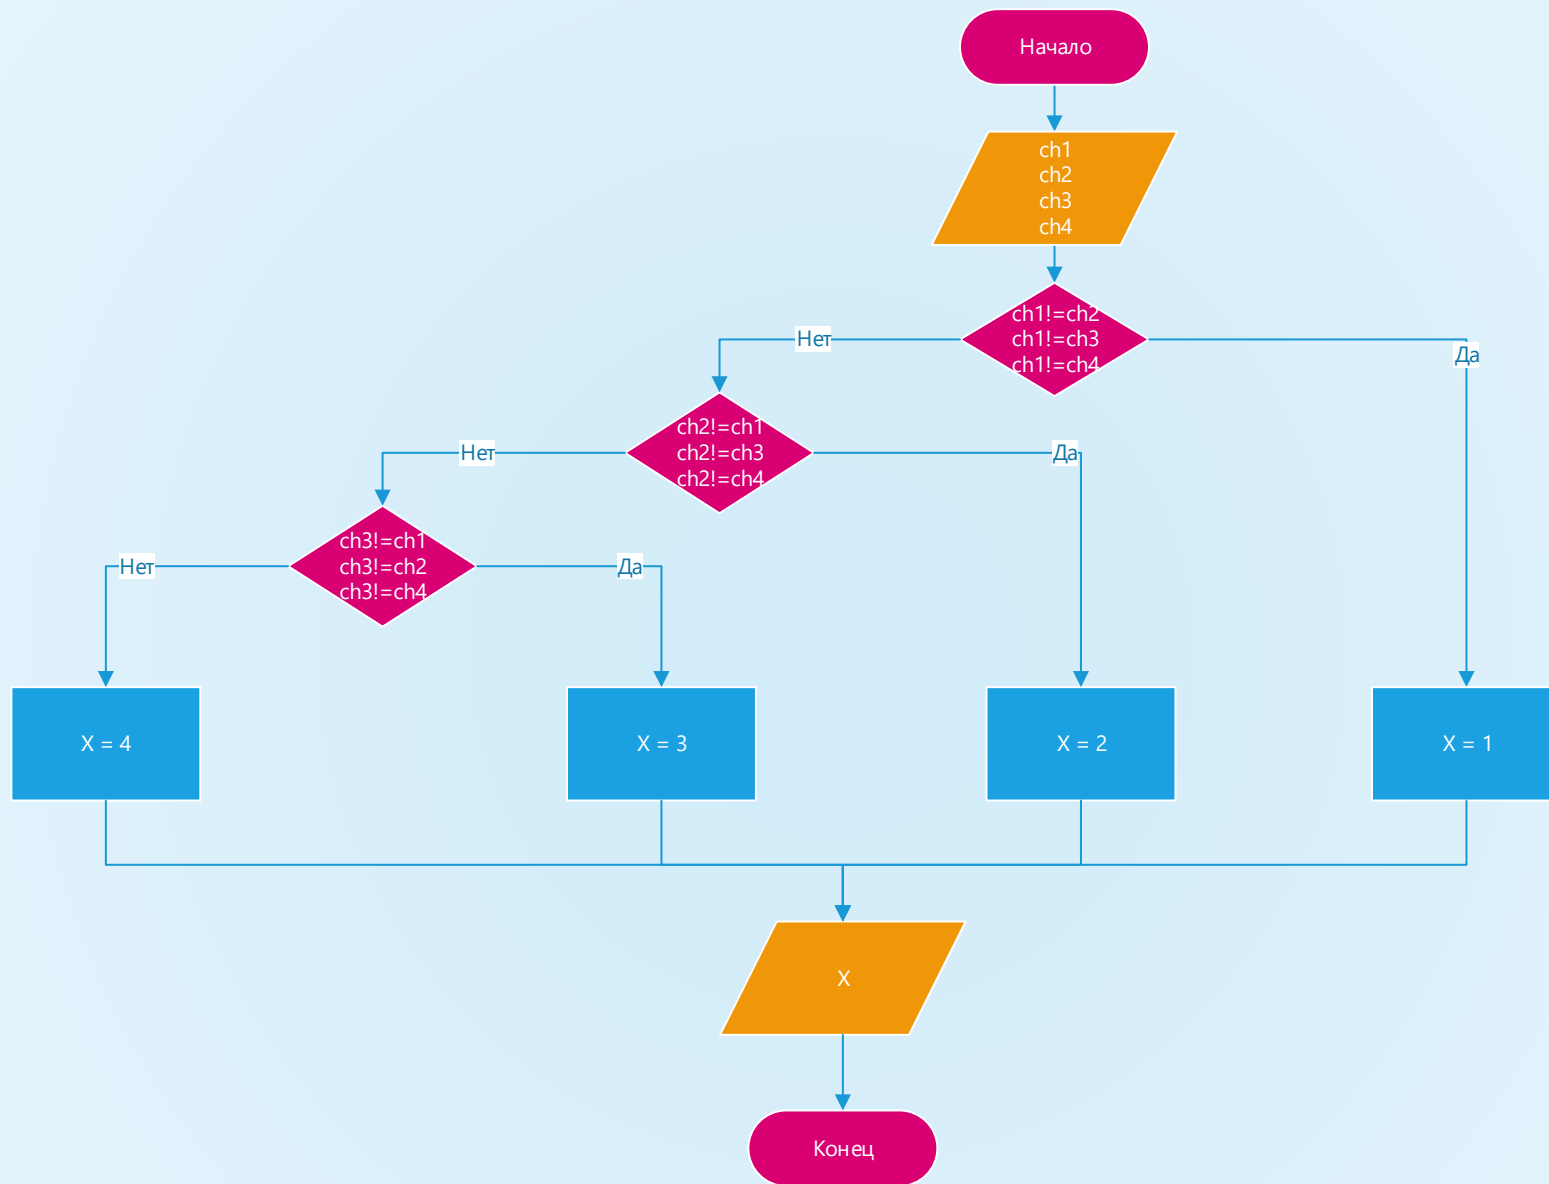 Начало
ch1
ch2
ch3
ch4
ch1!=ch2
ch1!=ch3
ch1!=ch4
Нет
Да
ch2!=ch1
ch2!=ch3
ch2!=ch4
Нет
Да
ch3!=ch1
ch3!=ch2
ch3!=ch4
Нет
Да
X = 4
X = 3
X = 2
X = 1
X
Конец